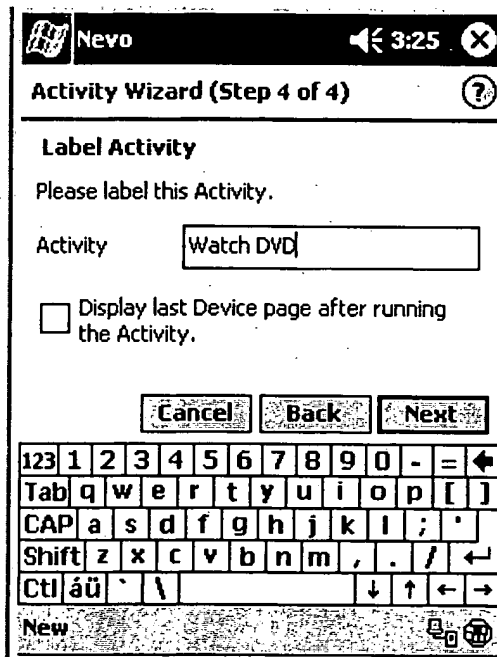 Nevo 3:25
Activity Wizard (Step 4 of 4) ?
Label Activity
Please label this Activity.
Activity Watch DVD
Display last Device page after running
the Activity.
Cancel Back Next
123 1 2 3 4 5 6 7 8 9 0 - =
Tab q w e r t y u i o p [ ]
CAP a s d f g h j k l ; '
Shift z x c v b n m , . /
Ctl áü ` \
New